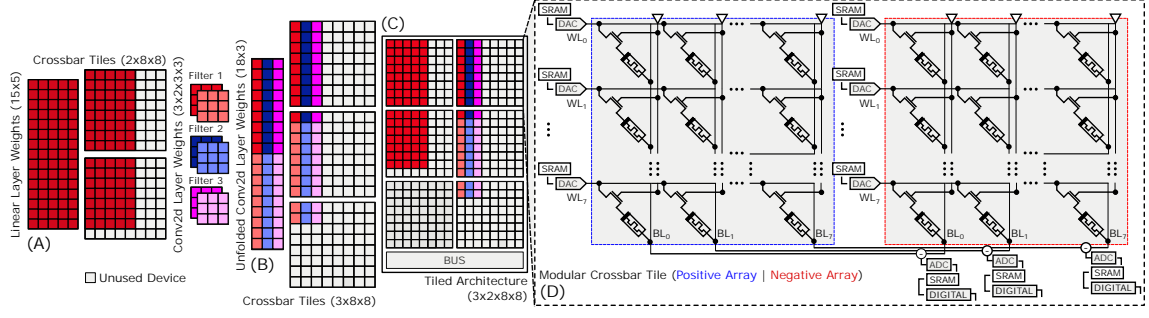 Crossbar Tiles (2x8x8)
Linear Layer Weights (15x5)
(A)
Unused Device
Conv2d Layer Weights (3x2x3x3)
Filter 1
Filter 2
Filter 3
Unfolded Conv2d Layer Weights (18x3)
(B)
Crossbar Tiles (3x8x8)
(C)
BUS
Tiled Architecture
(3x2x8x8)
SRAM
DAC
WL0
SRAM
DAC
WL1
SRAM
DAC
WL7
BL0
BL1
BL7
SRAM
DAC
WL0
SRAM
DAC
WL1
SRAM
DAC
WL7
BL0
BL1
BL7
ADC
SRAM
DIGITAL
ADC
SRAM
DIGITAL
ADC
SRAM
DIGITAL
Modular Crossbar Tile (Positive Array | Negative Array)
(D)